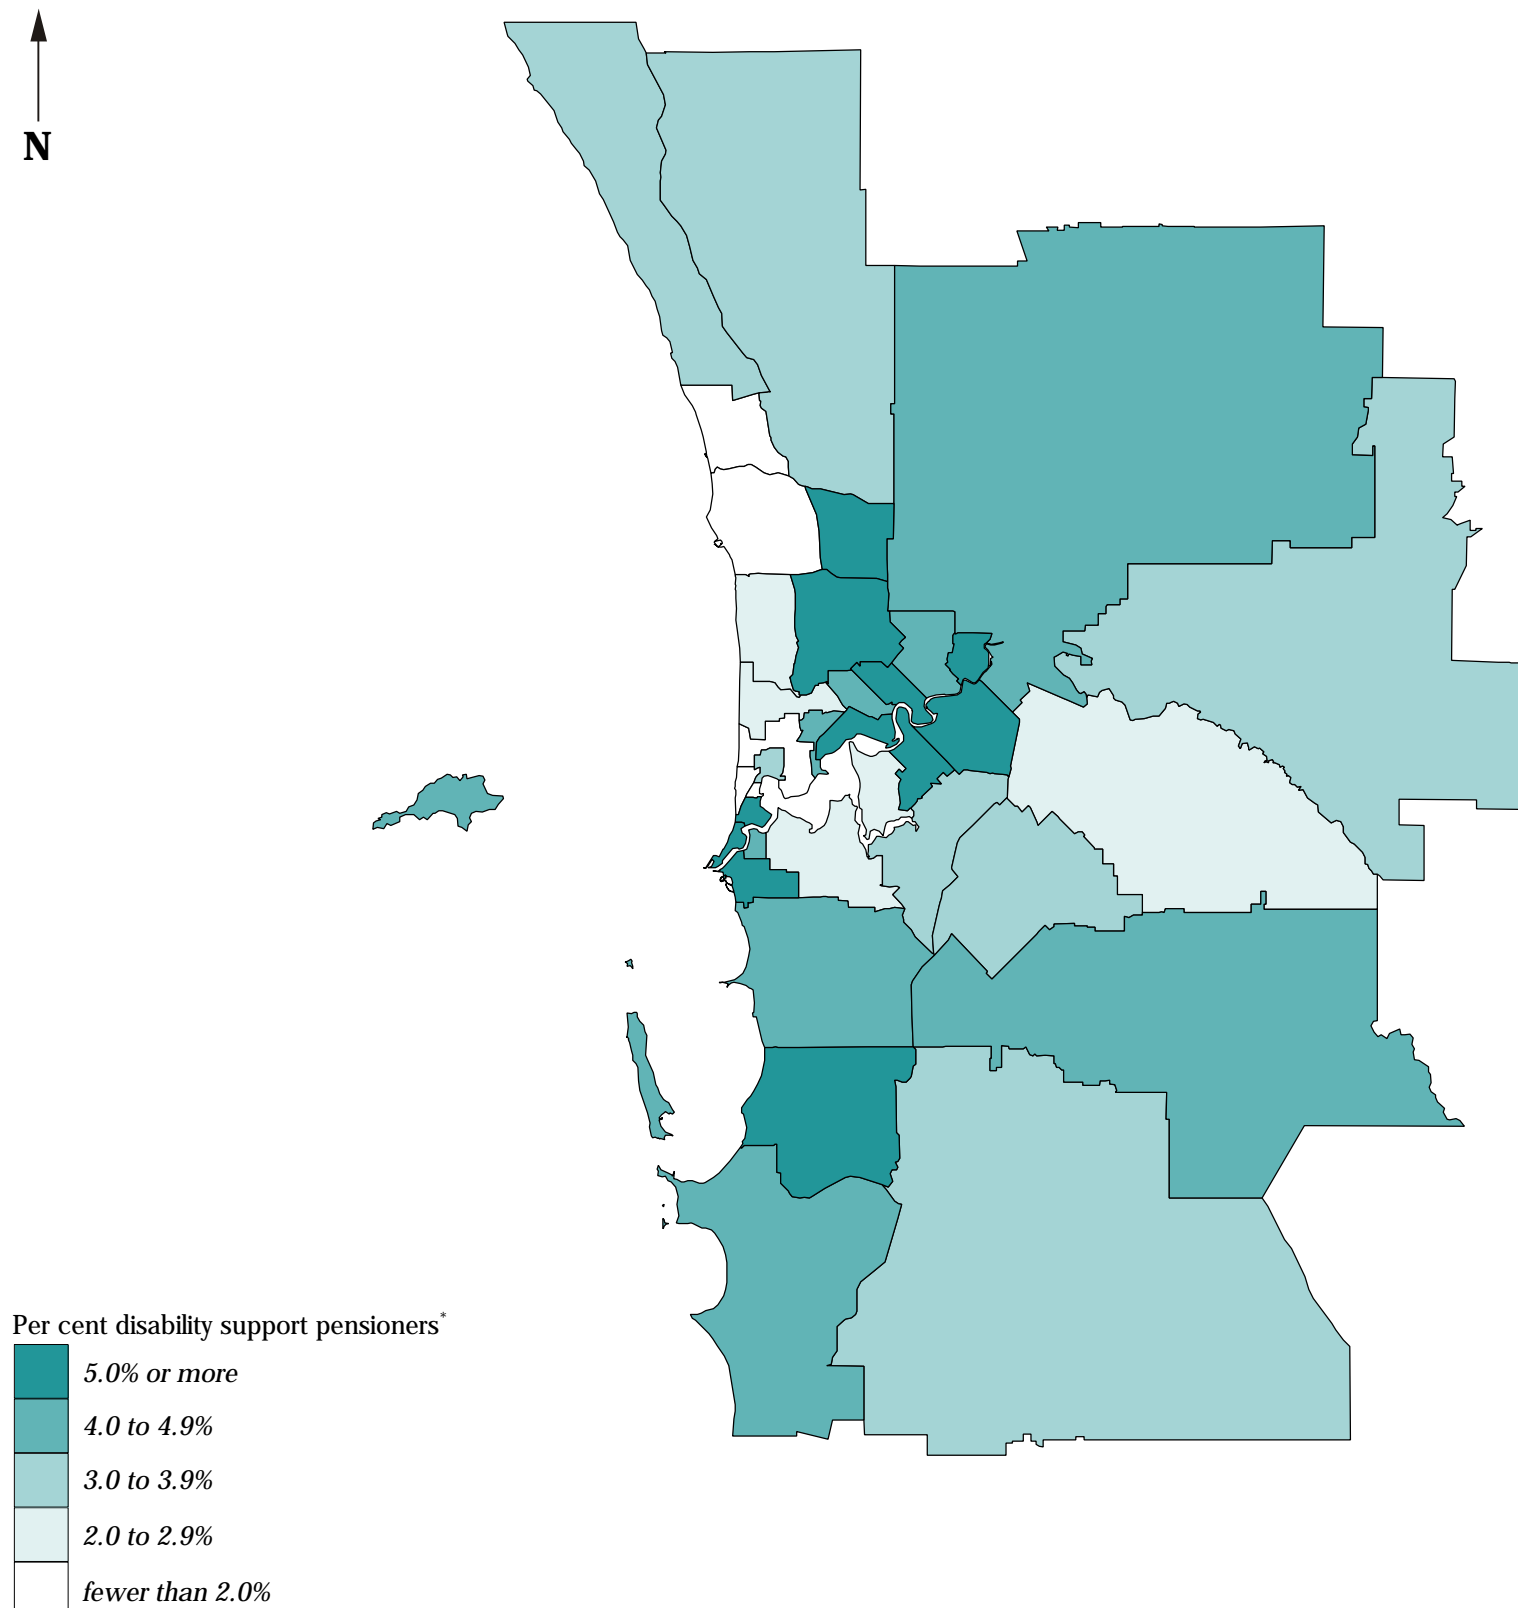 N
Per cent disability support pensioners*
5.0% or more
4.0 to 4.9%
3.0 to 3.9%
2.0 to 2.9%
fewer than 2.0%